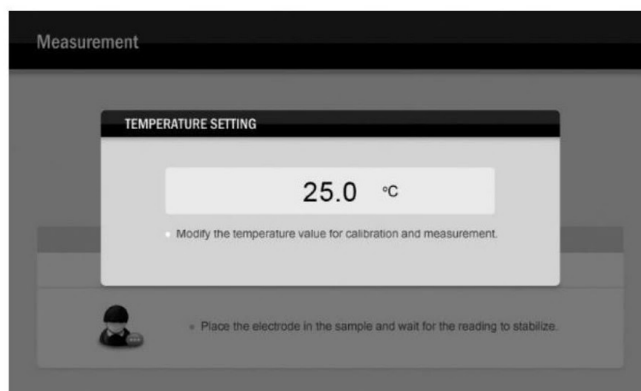 Measurement
TEMPERATURE SETTING
25.0 °C
Modify the temperature value for calibration and measurement.
Place the electrode in the sample and wait for the reading to stabilize.